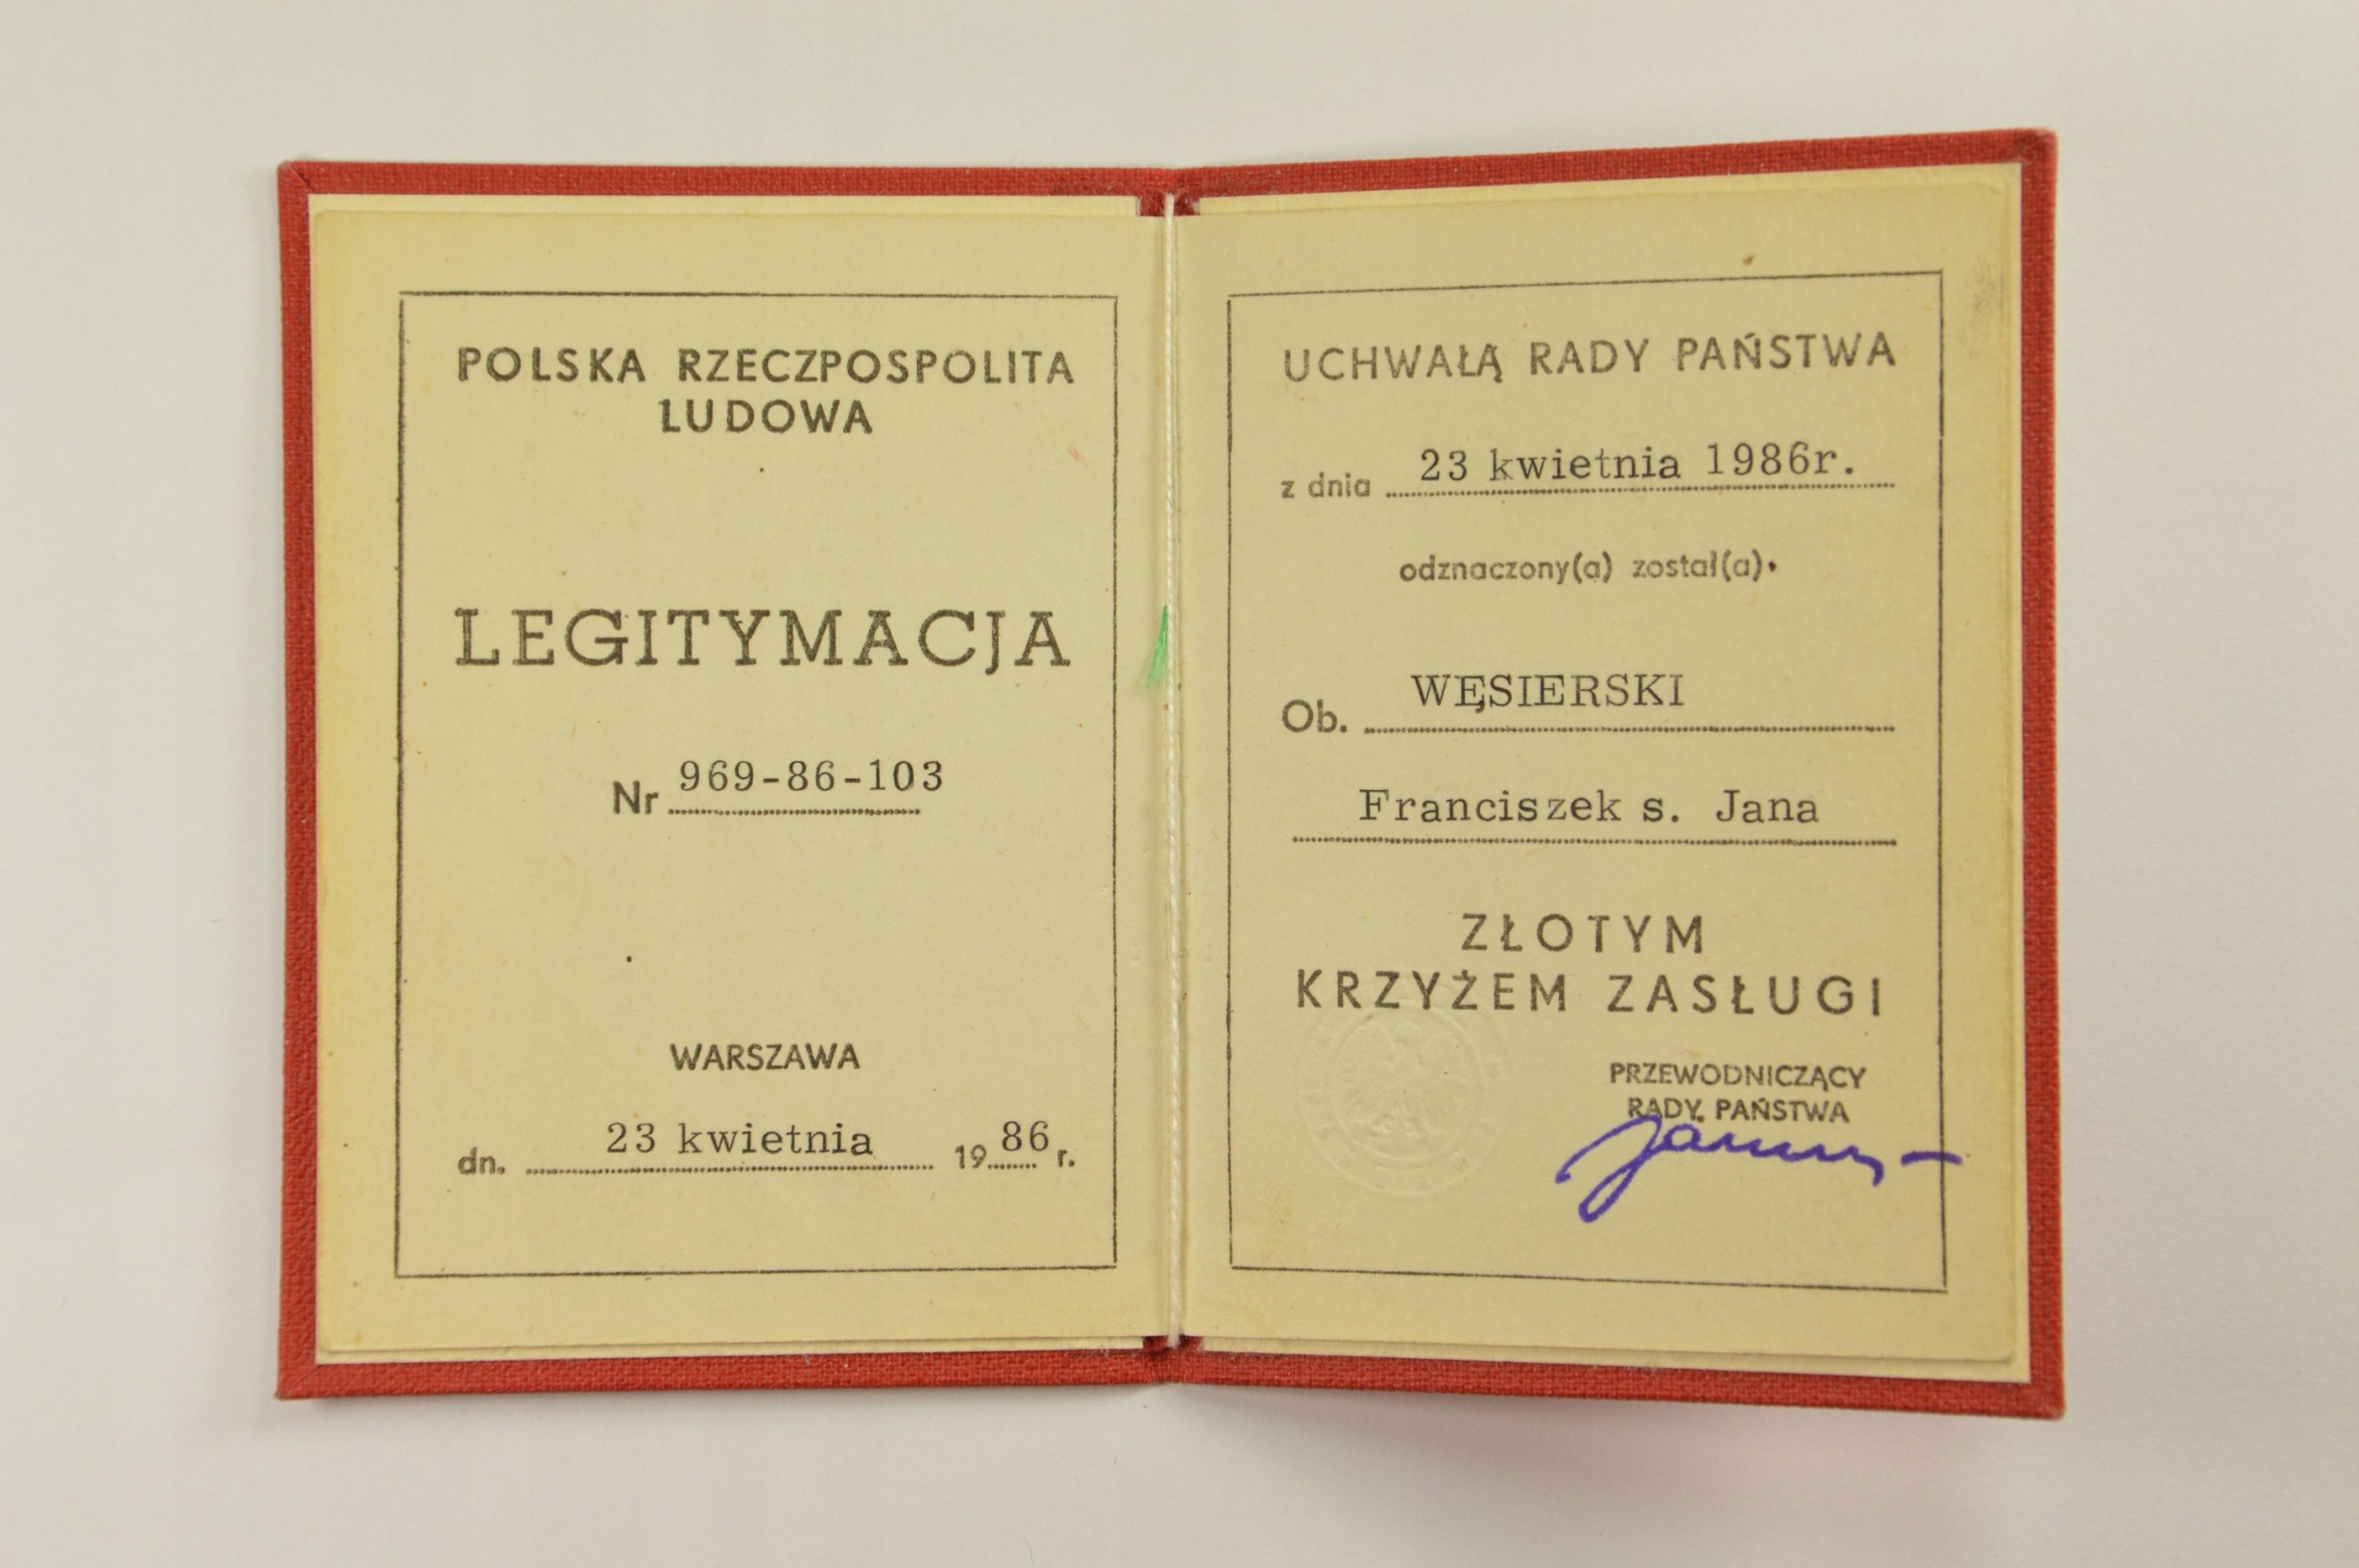 POLSKA RZECZPOSPOLITA
LUDOWA
LEGITYMACJA
Nr 969-86-103
WARSZAWA
dn. 23 kwietnia 1986 r.
UCHWAŁĄ RADY PAŃSTWA
z dnia 23 kwietnia 1986r.
odznaczony(a) został(a)
Ob. WĘSIERSKI
Franciszek s. Jana
ZŁOTYM
KRZYŻEM ZASŁUGI
PRZEWODNICZĄCY
RADY PAŃSTWA